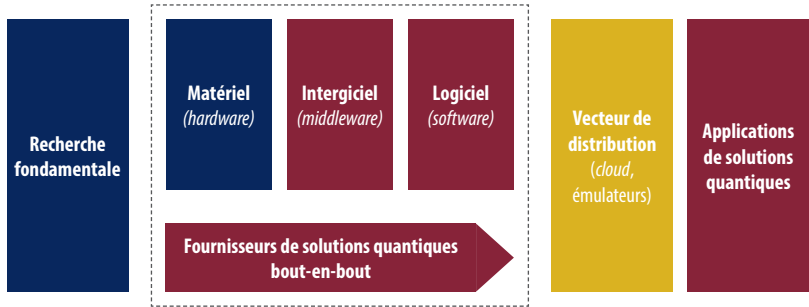 Recherche
fondamentale
Matériel
(hardware)
Intergiciel
(middleware)
Logiciel
(software)
Fournisseurs de solutions quantiques
bout-en-bout
Vecteur de
distribution
(cloud,
émulateurs)
Applications
de solutions
quantiques